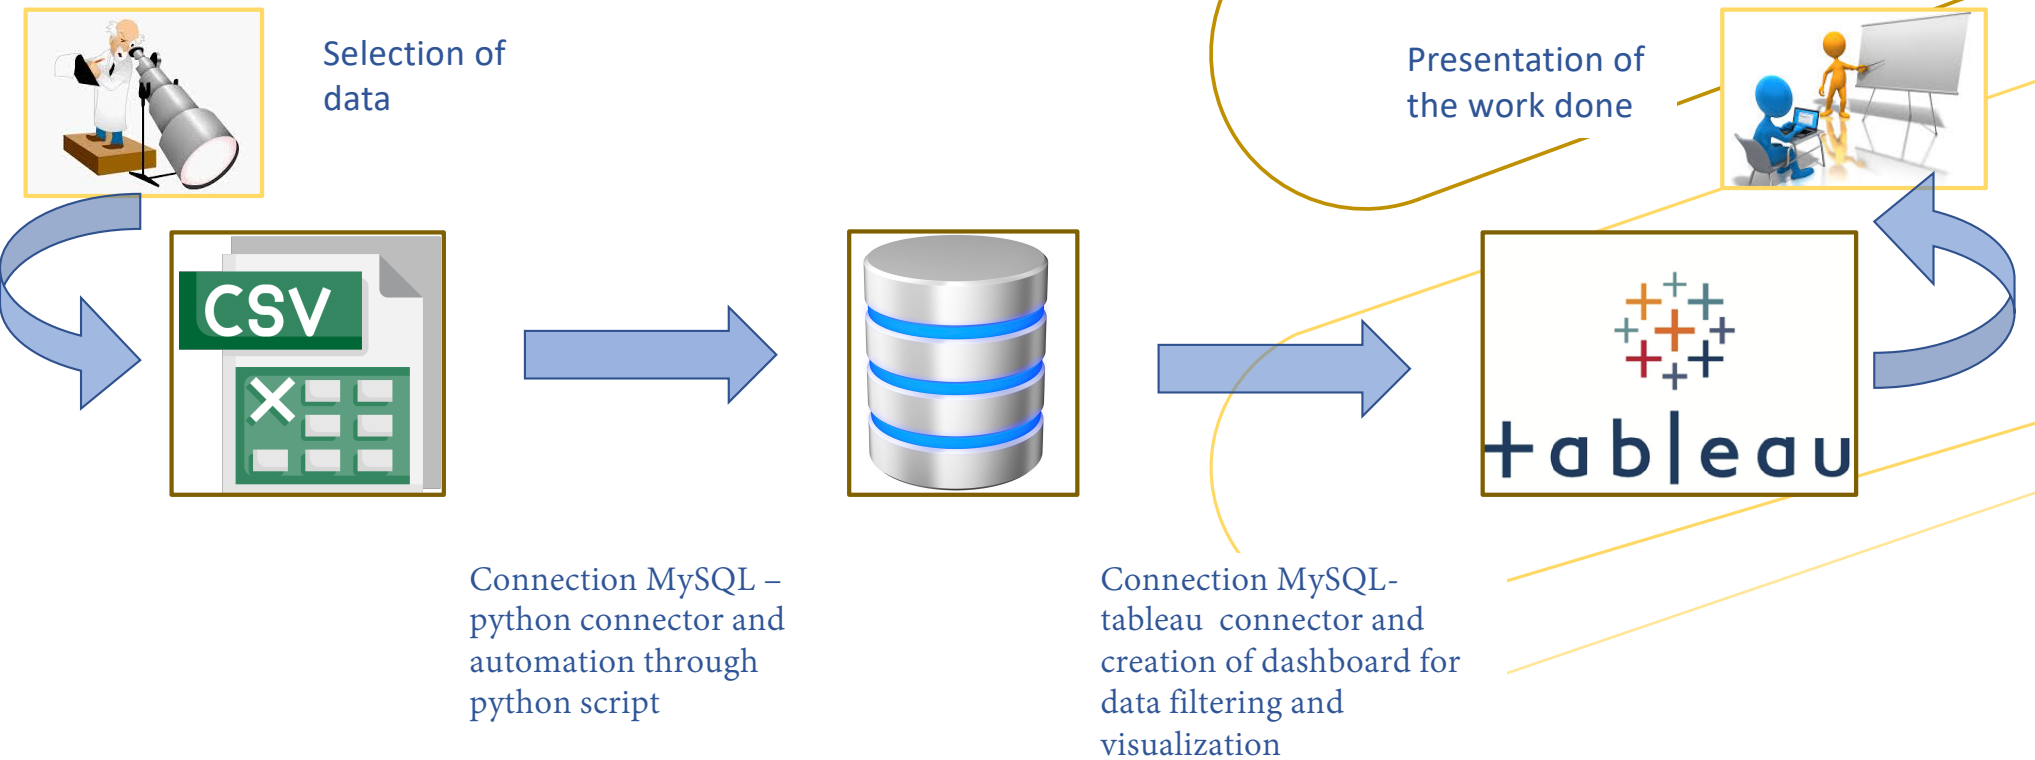 Selection of
data
Presentation of
the work done
CSV
+ableau
Connection MySQL –
python connector and
automation through
python script
Connection MySQL-
tableau  connector and
creation of dashboard for
data filtering and
visualization